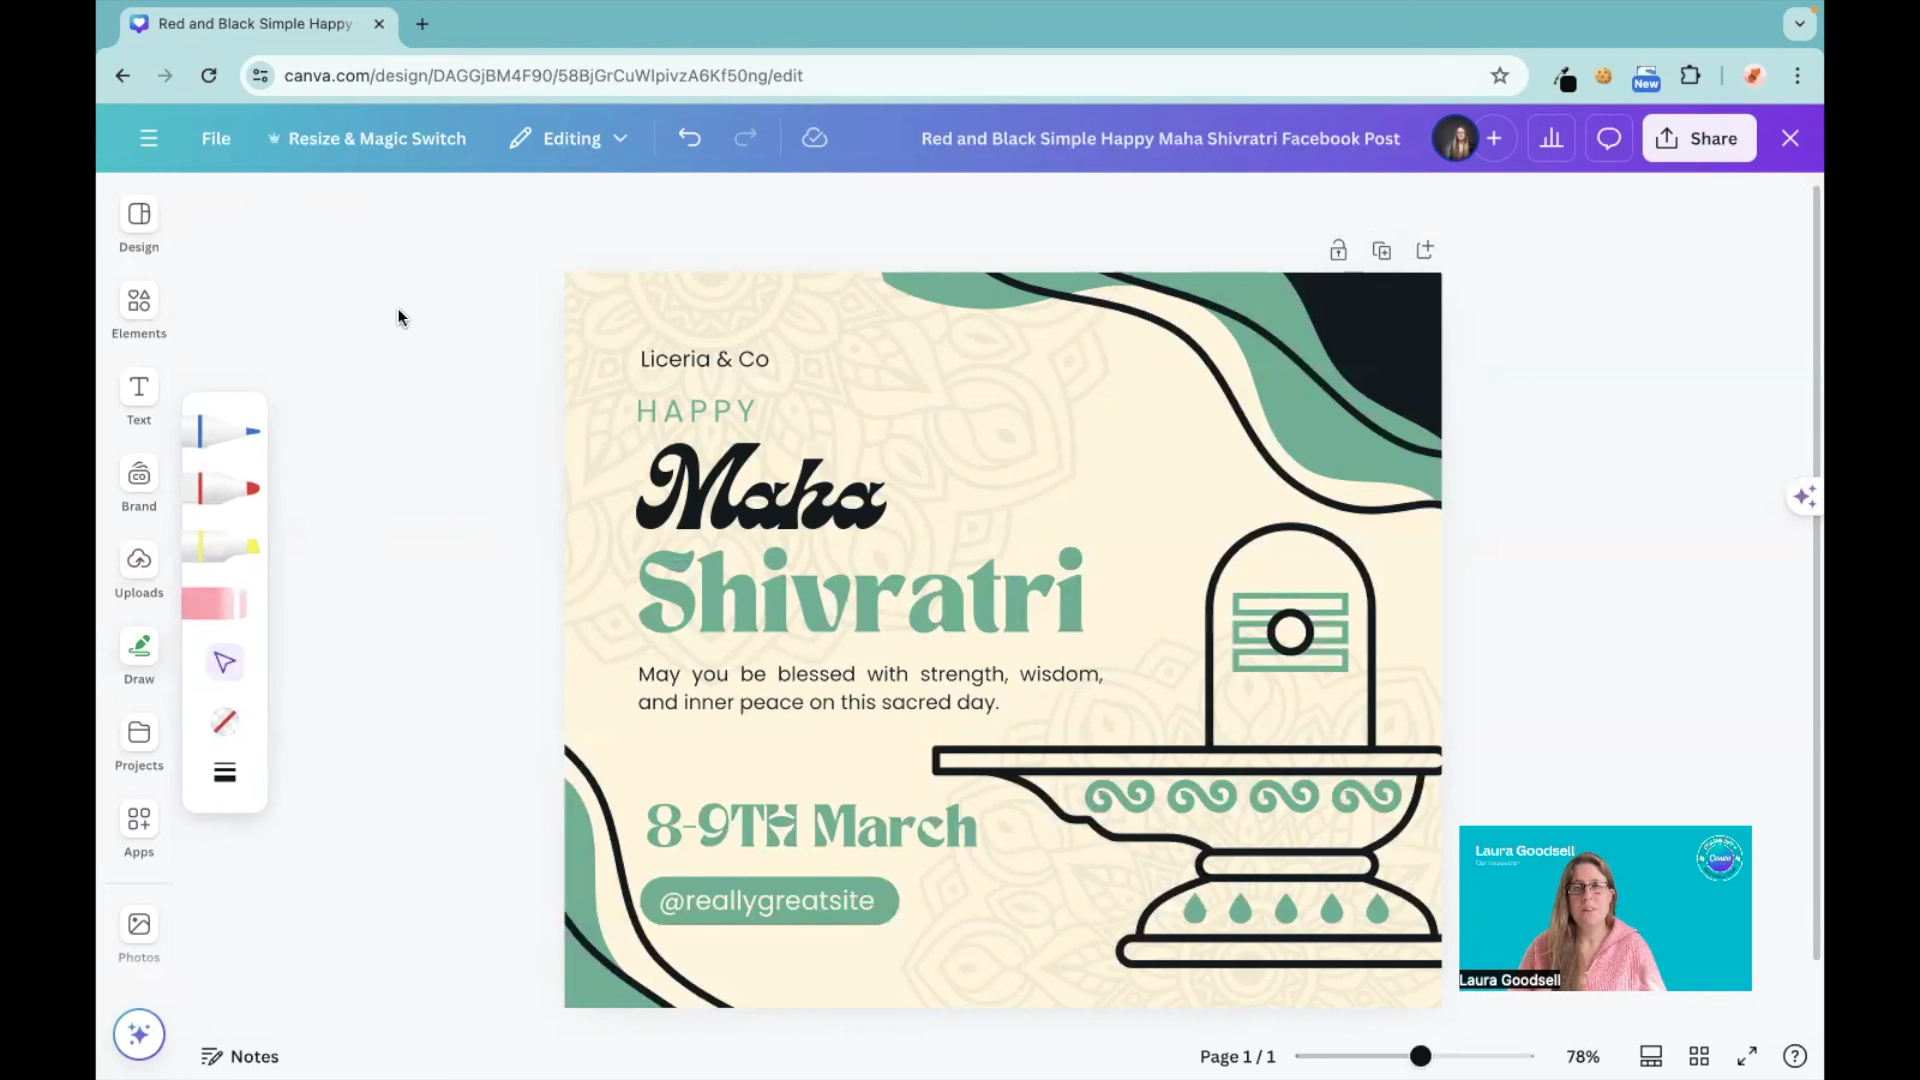 Red and Black Simple Happy
canva.com/design/DAGGjBM4F90/58BjGrCuWlpivzA6Kf50ng/edit
New
File
Resize & Magic Switch
Editing
Red and Black Simple Happy Maha Shivratri Facebook Post
Share
Design
Elements
Text
Brand
Uploads
Draw
Projects
Apps
Photos
Liceria & Co
HAPPY
Maha
Shivratri
May you be blessed with strength, wisdom,
and inner peace on this sacred day.
8-9TH March
@reallygreatsite
Laura Goodsell
Canva
Laura Goodsell
Notes
Page 1 / 1
78%